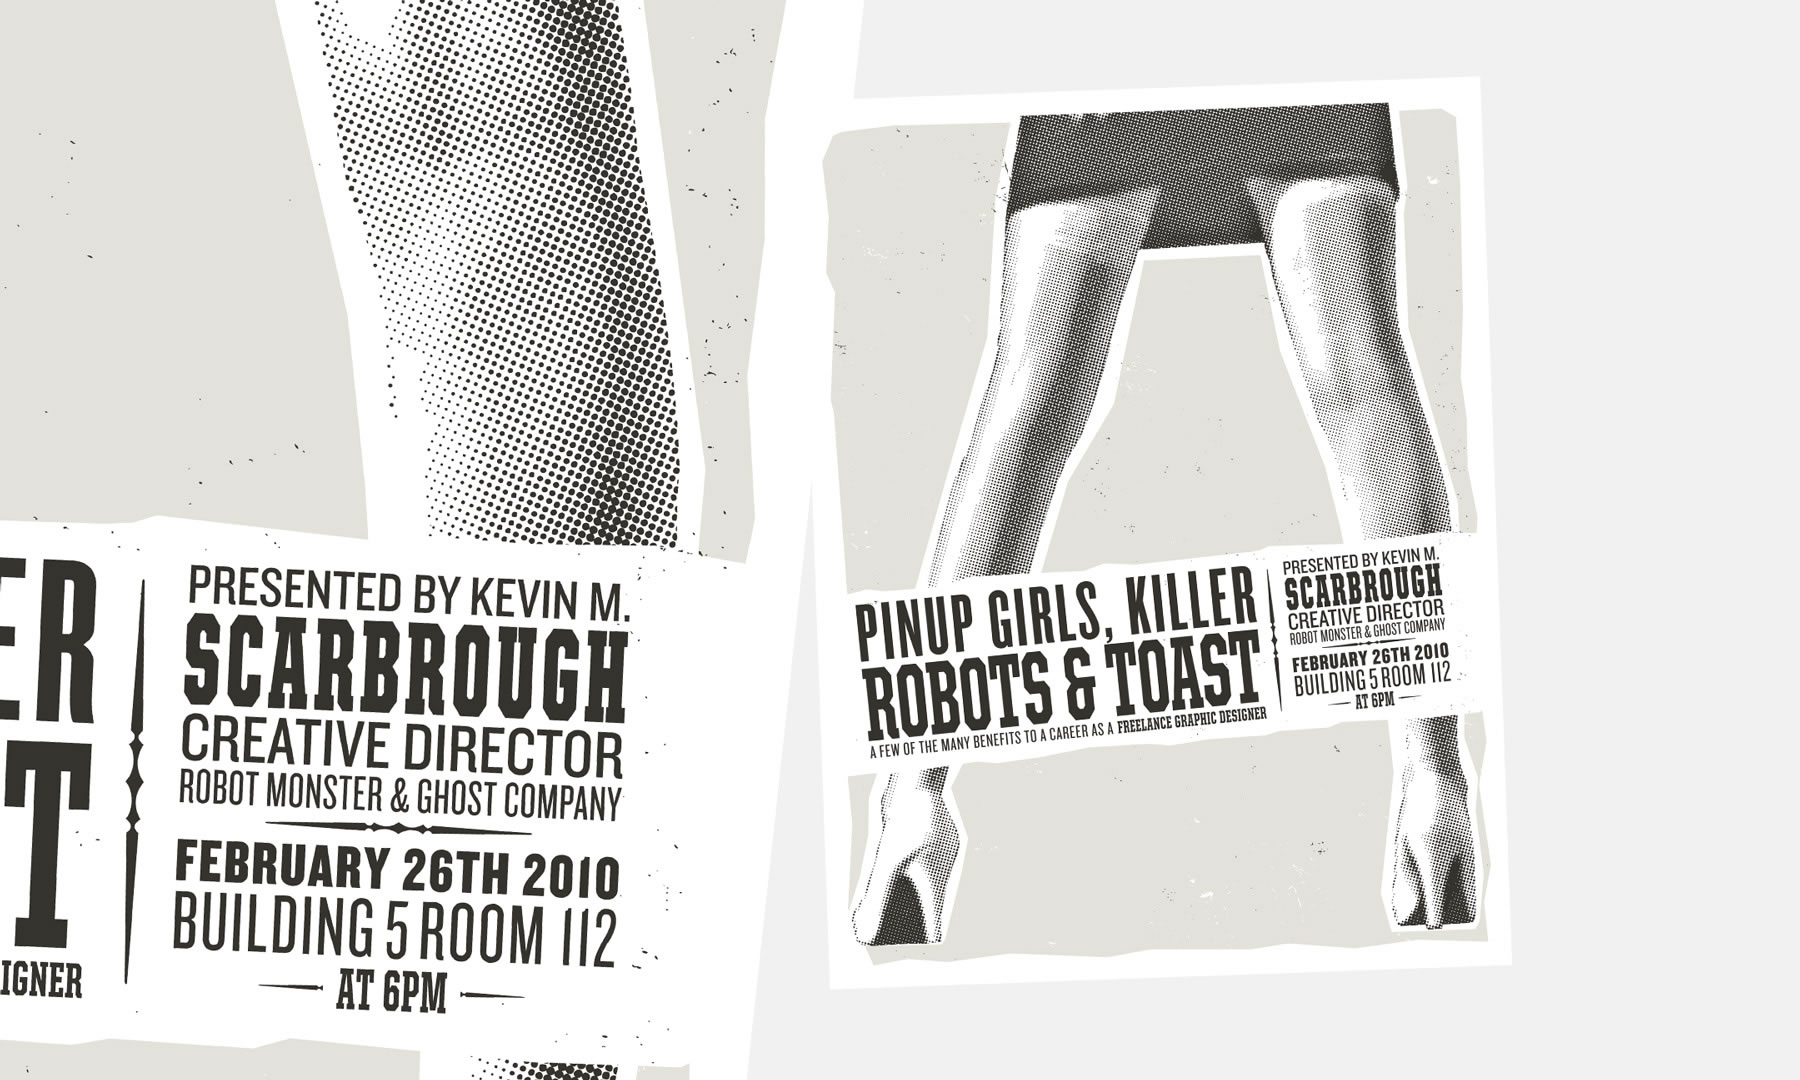 ER
T
IGNER
PRESENTED BY KEVIN M.
SCARBROUGH
CREATIVE DIRECTOR
ROBOT MONSTER & GHOST COMPANY
FEBRUARY 26TH 2010
BUILDING 5 ROOM 112
AT 6PM
PINUP GIRLS, KILLER
ROBOTS & TOAST
A FEW OF THE MANY BENEFITS TO A CAREER AS A FREELANCE GRAPHIC DESIGNER
PRESENTED BY KEVIN M.
SCARBROUGH
CREATIVE DIRECTOR
ROBOT MONSTER & GHOST COMPANY
FEBRUARY 26TH 2010
BUILDING 5 ROOM 112
AT 6PM